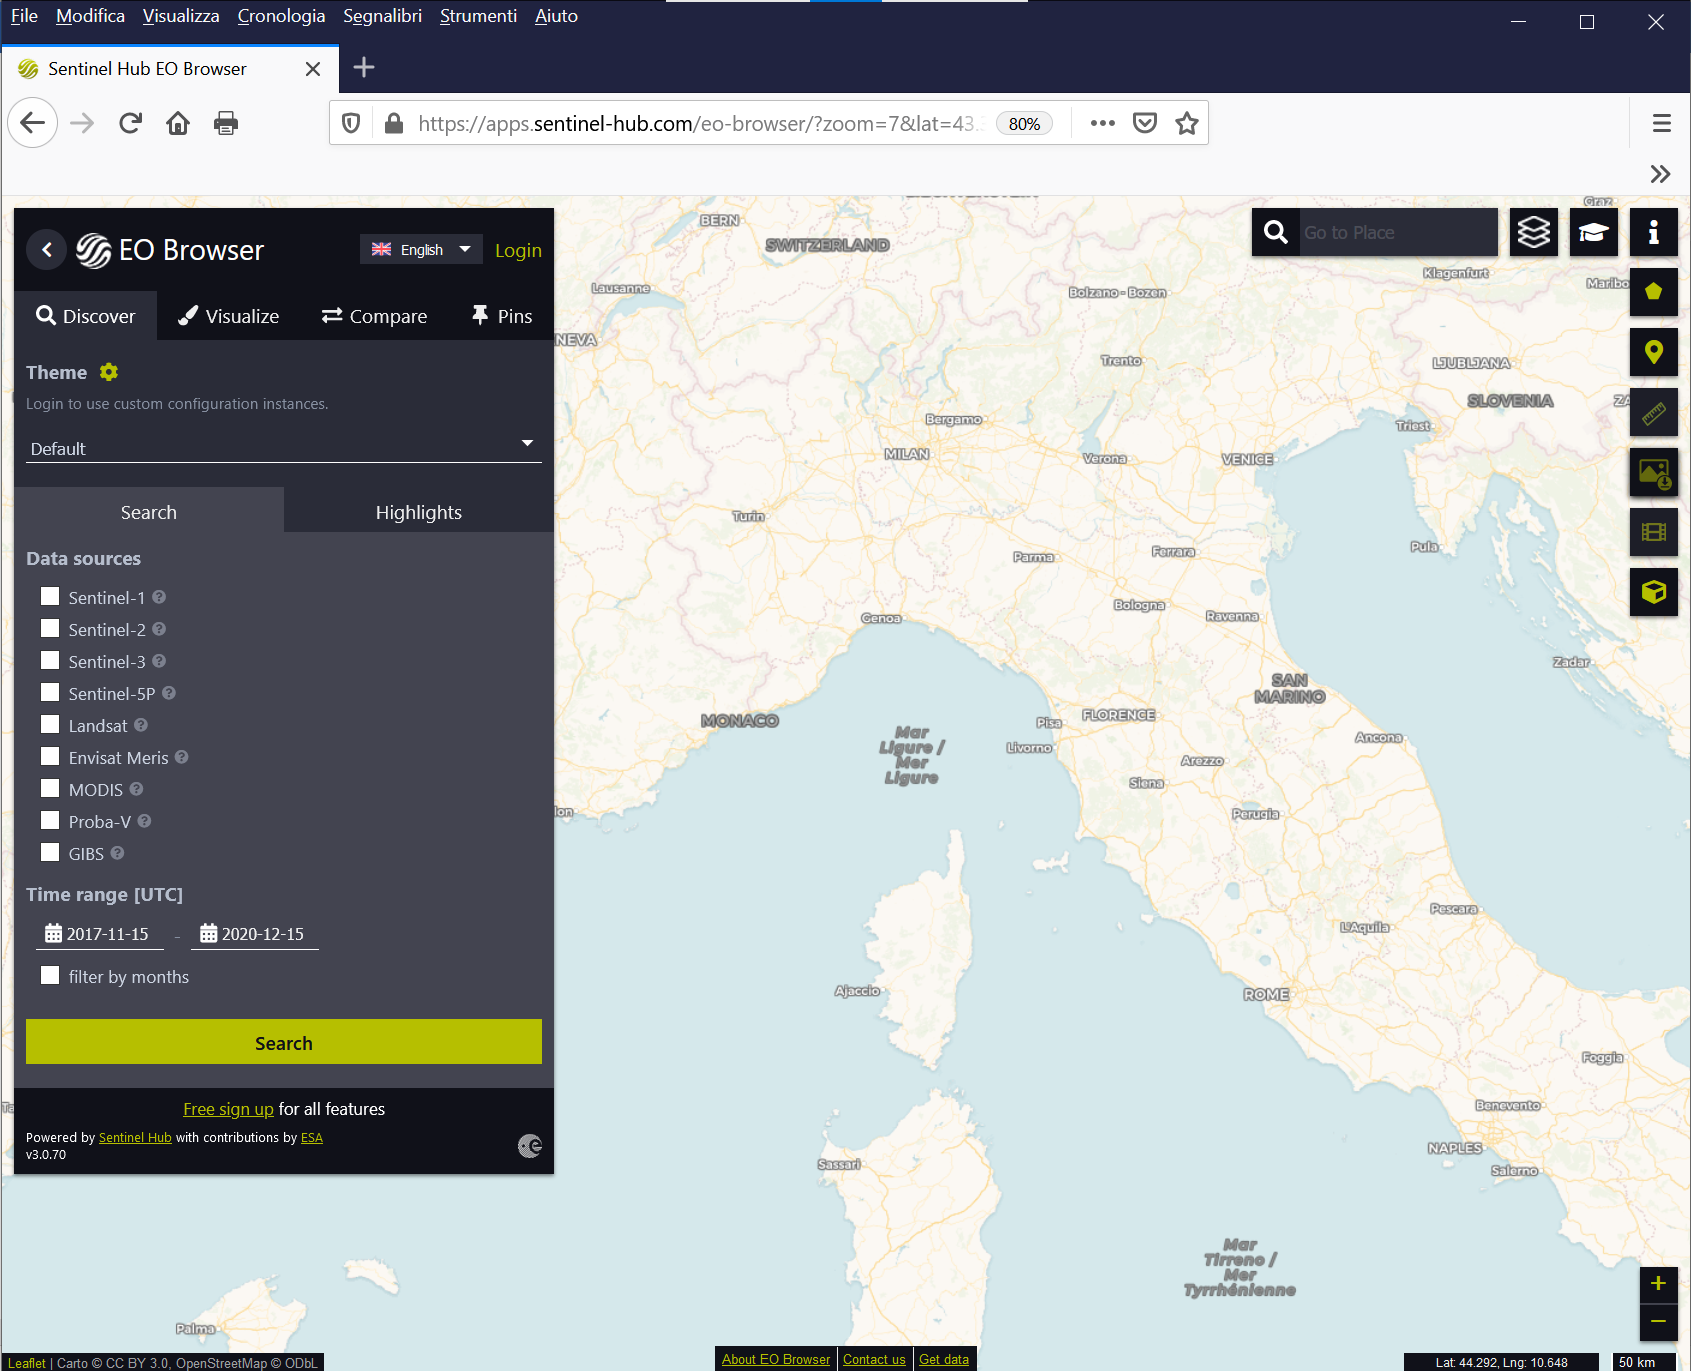 File Modifica Visualizza Cronologia Segnalibri Strumenti Aiuto
Sentinel Hub EO Browser
https://apps.sentinel-hub.com/eo-browser/?zoom=7&lat=43. 80%
EO Browser English Login
Discover Visualize Compare Pins
Theme
Login to use custom configuration instances.
Default
Search Highlights
Data sources
Sentinel-1
Sentinel-2
Sentinel-3
Sentinel-5P
Landsat
Envisat Meris
MODIS
Proba-V
GIBS
Time range [UTC]
2017-11-15 - 2020-12-15
filter by months
Search
Free sign up for all features
Powered by Sentinel Hub with contributions by ESA
v3.0.70
Go to Place
Graz
BERN
SWITZERLAND
Klagenfurt
Maribo
Lausanne
Bolzano - Bozen
NEVA
Trento
LJUBLJANA
SLOVENIA
ZA
Bergamo
Triest
MILAN
Verona
VENICE
Turin
Parma
Ferrara
Pula
Bologna
Ravenna
Genoa
Zadar
SAN
MARINO
MONACO
Pisa
FLORENCE
Mar
Ligure /
Mer
Ligure
Livorno
Ancona
Arezzo
Siena
Perugia
lon
Pescara
L'Aquila
Ajaccio
ROME
Foggia
Benevento
NAPLES
Salerno
Sassari
Mar
Tirreno /
Mer
Tyrrhénienne
Palma
+
−
Leaflet | Carto © CC BY 3.0, OpenStreetMap © ODbL
About EO Browser Contact us Get data
Lat: 44.292, Lng: 10.648 50 km